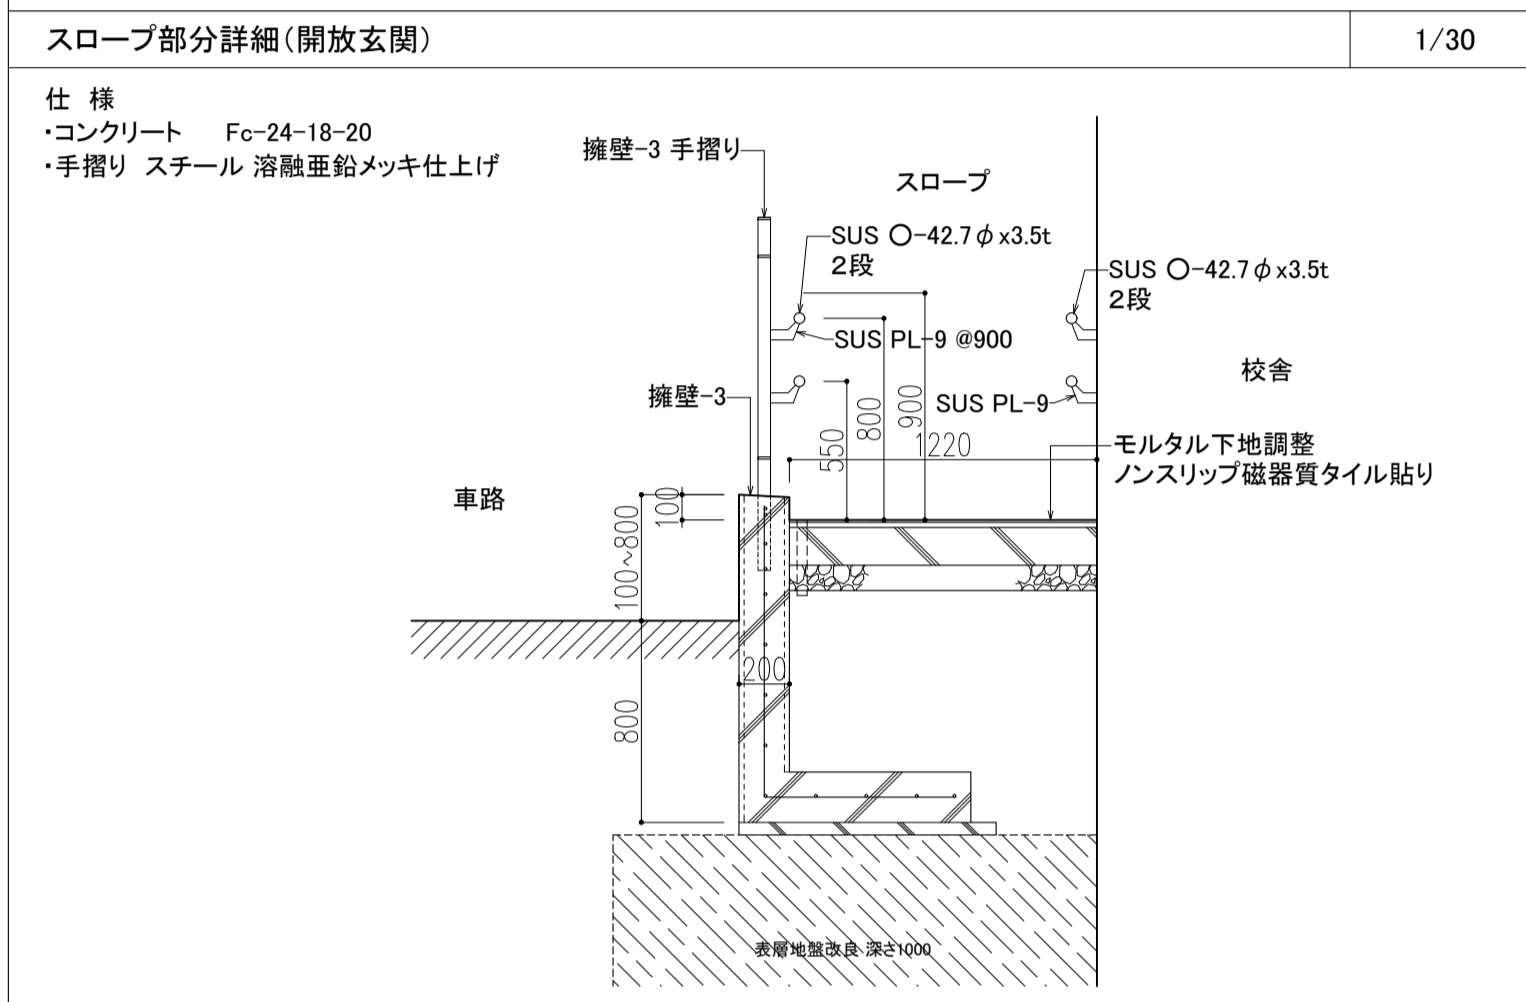 スロープ部分詳細(開放玄関)
1/30
仕 様
・コンクリート Fc-24-18-20
・手摺り スチール 溶融亜鉛メッキ仕上げ
擁壁-3 手摺り
スロープ
SUS ○-42.7φx3.5t
2段
SUS ○-42.7φx3.5t
2段
SUS PL-9 @900
校舎
擁壁-3
SUS PL-9
550
800
900
1220
モルタル下地調整
ノンスリップ磁器質タイル貼り
車路
100
100~800
200
800
表層地盤改良 深さ1000